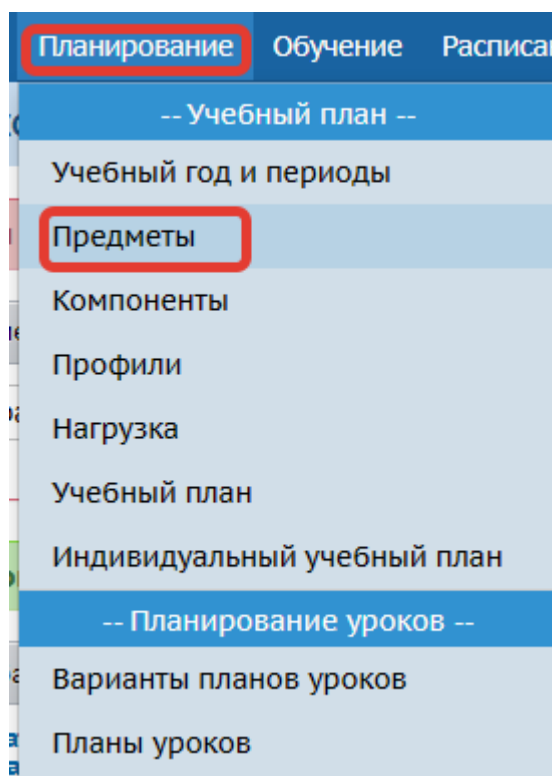 Планирование Обучение
-- Учебный план --
Учебный год и периоды
Предметы
Компоненты
Профили
Нагрузка
Учебный план
Индивидуальный учебный план
-- Планирование уроков --
Варианты планов уроков
Планы уроков